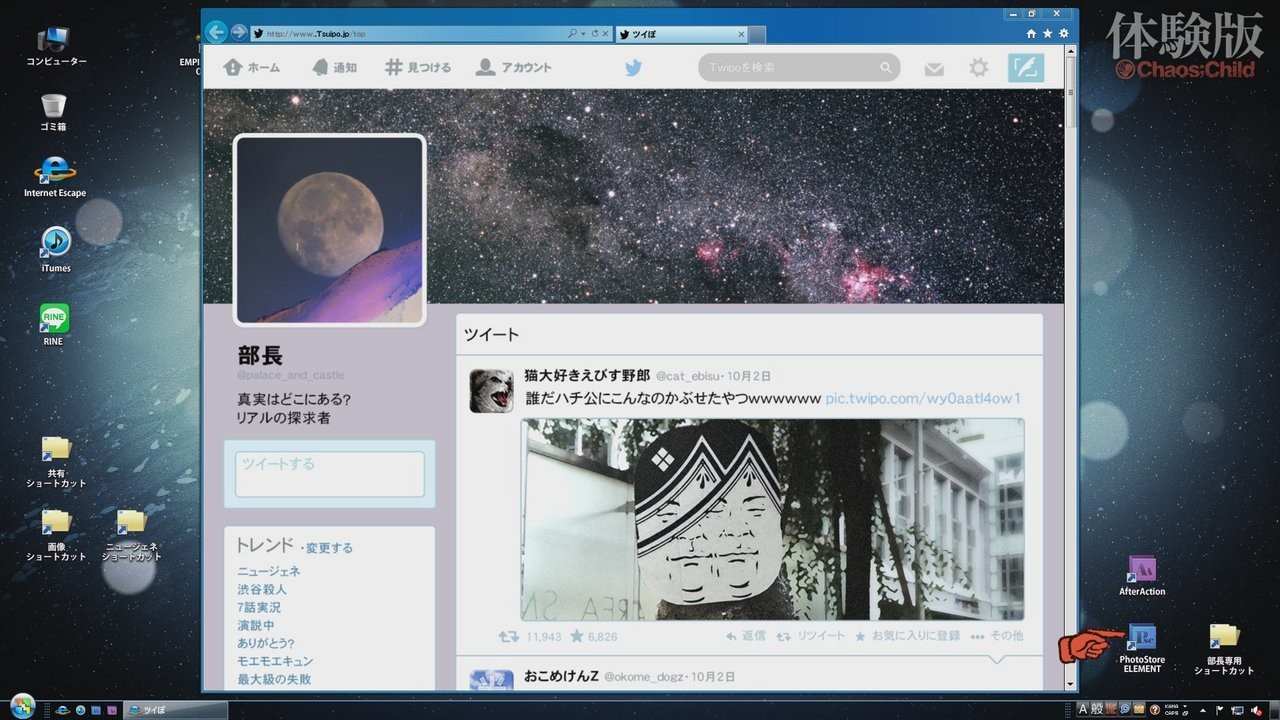 コンピューター
ゴミ箱
Internet Escape
iTumes
RINE
RINE
共有
ショートカット
画像
ショートカット
ニュージェネ
ショートカット
EMPI
http://www..Tsuipo.jp/top
ツイぽ
ホーム
通知
見つける
アカウント
Twipoを検索
部長
@palace_and_castle
真実はどこにある?
リアルの探求者
ツイートする
トレンド ・変更する
ニュージェネ
渋谷殺人
7話実況
演説中
ありがとう?
モエモエキュン
最大級の失敗
ツイート
猫大好きえびす野郎 @cat_ebisu・10月2日
誰だハチ公にこんなのかぶせたやつwwwwww pic.twipo.com/wy0aatl4ow1
11,943 6,826 返信 リツイート お気に入りに登録 その他
おこめけんZ @okome_dogz・10月2日
体験版
Chaos;Child
AfterAction
PhotoStore
ELEMENT
部長専用
ショートカット
ツイぽ
A 般
KANA
CAPS